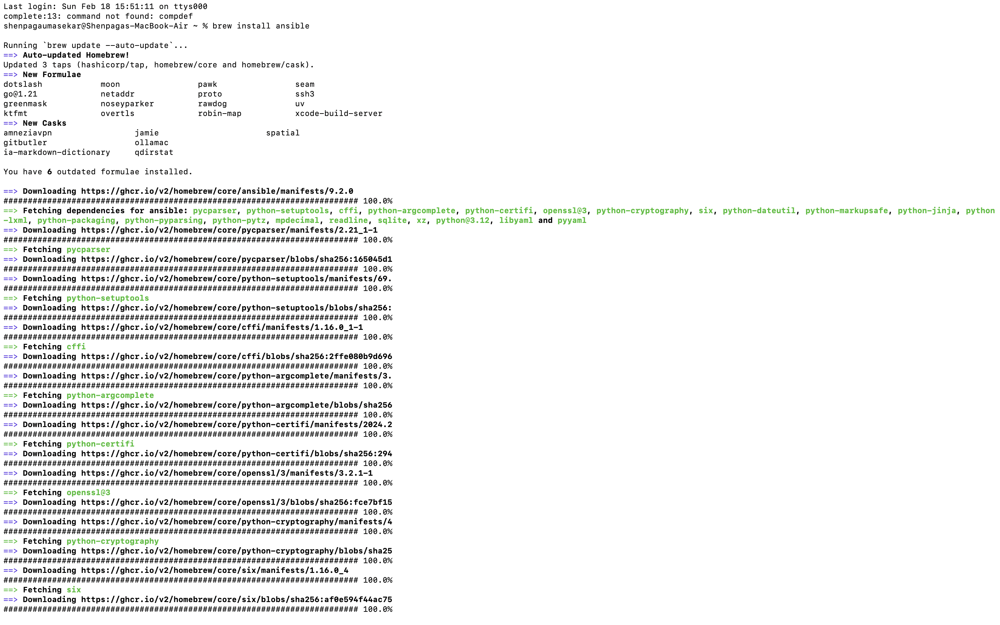 Last login: Sun Feb 18 15:51:11 on ttys000
complete:13: command not found: compdef
shenpagaumasekar@Shenpagas-MacBook-Air ~ % brew install ansible
Running `brew update --auto-update`...
==> Auto-updated Homebrew!
Updated 3 taps (hashicorp/tap, homebrew/core and homebrew/cask).
==> New Formulae
dotslash moon pawk seam
go@1.21 netaddr proto ssh3
greenmask noseyparker rawdog uv
ktfmt overtls robin-map xcode-build-server
==> New Casks
amneziavpn jamie spatial
gitbutler ollamac
ia-markdown-dictionary qdirstat
You have 6 outdated formulae installed.
==> Downloading https://ghcr.io/v2/homebrew/core/ansible/manifests/9.2.0
######################################################################### 100.0%
==> Fetching dependencies for ansible: pycparser, python-setuptools, cffi, python-argcomplete, python-certifi, openssl@3, python-cryptography, six, python-dateutil, python-markupsafe, python-jinja, python
-lxml, python-packaging, python-pyparsing, python-pytz, mpdecimal, readline, sqlite, xz, python@3.12, libyaml and pyyaml
==> Downloading https://ghcr.io/v2/homebrew/core/pycparser/manifests/2.21_1-1
######################################################################### 100.0%
==> Fetching pycparser
==> Downloading https://ghcr.io/v2/homebrew/core/pycparser/blobs/sha256:165045d1
######################################################################### 100.0%
==> Downloading https://ghcr.io/v2/homebrew/core/python-setuptools/manifests/69.
######################################################################### 100.0%
==> Fetching python-setuptools
==> Downloading https://ghcr.io/v2/homebrew/core/python-setuptools/blobs/sha256:
######################################################################### 100.0%
==> Downloading https://ghcr.io/v2/homebrew/core/cffi/manifests/1.16.0_1-1
######################################################################### 100.0%
==> Fetching cffi
==> Downloading https://ghcr.io/v2/homebrew/core/cffi/blobs/sha256:2ffe080b9d696
######################################################################### 100.0%
==> Downloading https://ghcr.io/v2/homebrew/core/python-argcomplete/manifests/3.
######################################################################### 100.0%
==> Fetching python-argcomplete
==> Downloading https://ghcr.io/v2/homebrew/core/python-argcomplete/blobs/sha256
######################################################################### 100.0%
==> Downloading https://ghcr.io/v2/homebrew/core/python-certifi/manifests/2024.2
######################################################################### 100.0%
==> Fetching python-certifi
==> Downloading https://ghcr.io/v2/homebrew/core/python-certifi/blobs/sha256:294
######################################################################### 100.0%
==> Downloading https://ghcr.io/v2/homebrew/core/openssl/3/manifests/3.2.1-1
######################################################################### 100.0%
==> Fetching openssl@3
==> Downloading https://ghcr.io/v2/homebrew/core/openssl/3/blobs/sha256:fce7bf15
######################################################################### 100.0%
==> Downloading https://ghcr.io/v2/homebrew/core/python-cryptography/manifests/4
######################################################################### 100.0%
==> Fetching python-cryptography
==> Downloading https://ghcr.io/v2/homebrew/core/python-cryptography/blobs/sha25
######################################################################### 100.0%
==> Downloading https://ghcr.io/v2/homebrew/core/six/manifests/1.16.0_4
######################################################################### 100.0%
==> Fetching six
==> Downloading https://ghcr.io/v2/homebrew/core/six/blobs/sha256:af0e594f44ac75
######################################################################### 100.0%